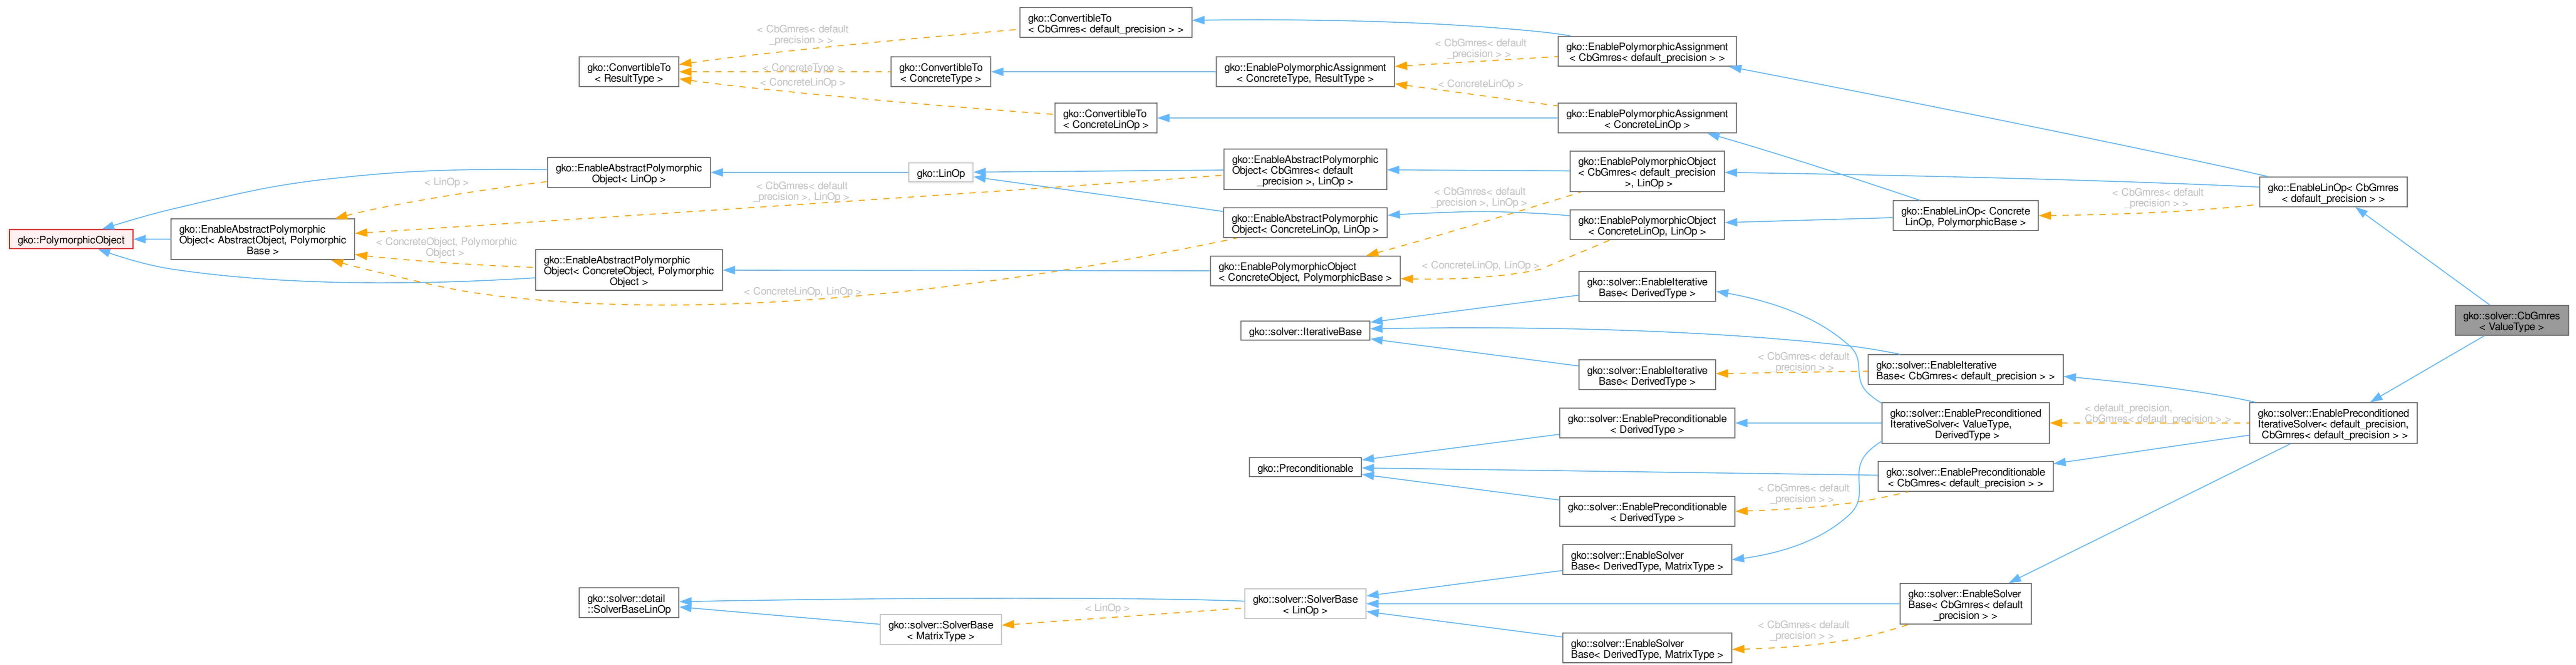 gko::ConvertibleTo
< CbGmres< default_precision > >
< CbGmres< default
_precision > >
gko::ConvertibleTo
< ResultType >
< ConcreteType >
gko::ConvertibleTo
< ConcreteType >
< ConcreteLinOp >
gko::ConvertibleTo
< ConcreteLinOp >
gko::EnablePolymorphicAssignment
< ConcreteType, ResultType >
< CbGmres< default
_precision > >
gko::EnablePolymorphicAssignment
< CbGmres< default_precision > >
< ConcreteLinOp >
gko::EnablePolymorphicAssignment
< ConcreteLinOp >
gko::PolymorphicObject
gko::EnableAbstractPolymorphic
Object< AbstractObject, Polymorphic
Base >
< LinOp >
gko::EnableAbstractPolymorphic
Object< LinOp >
< ConcreteObject, Polymorphic
Object >
gko::EnableAbstractPolymorphic
Object< ConcreteObject, Polymorphic
Object >
< CbGmres< default
_precision >, LinOp >
< ConcreteLinOp, LinOp >
gko::LinOp
gko::EnableAbstractPolymorphic
Object< CbGmres< default
_precision >, LinOp >
gko::EnableAbstractPolymorphic
Object< ConcreteLinOp, LinOp >
gko::EnablePolymorphicObject
< ConcreteObject, PolymorphicBase >
< CbGmres< default
_precision >, LinOp >
< ConcreteLinOp, LinOp >
gko::EnablePolymorphicObject
< CbGmres< default_precision
>, LinOp >
gko::EnablePolymorphicObject
< ConcreteLinOp, LinOp >
gko::EnableLinOp< Concrete
LinOp, PolymorphicBase >
< CbGmres< default
_precision > >
gko::EnableLinOp< CbGmres
< default_precision > >
gko::solver::CbGmres
< ValueType >
gko::solver::IterativeBase
gko::solver::EnableIterative
Base< DerivedType >
gko::solver::EnableIterative
Base< DerivedType >
< CbGmres< default
_precision > >
gko::solver::EnableIterative
Base< CbGmres< default_precision > >
gko::Preconditionable
gko::solver::EnablePreconditionable
< DerivedType >
gko::solver::EnablePreconditioned
IterativeSolver< ValueType,
DerivedType >
< default_precision,
CbGmres< default_precision > >
gko::solver::EnablePreconditioned
IterativeSolver< default_precision,
CbGmres< default_precision > >
gko::solver::EnablePreconditionable
< CbGmres< default_precision > >
< CbGmres< default
_precision > >
gko::solver::EnablePreconditionable
< DerivedType >
gko::solver::EnableSolver
Base< DerivedType, MatrixType >
gko::solver::detail
::SolverBaseLinOp
gko::solver::SolverBase
< MatrixType >
< LinOp >
gko::solver::SolverBase
< LinOp >
gko::solver::EnableSolver
Base< CbGmres< default
_precision > >
< CbGmres< default
_precision > >
gko::solver::EnableSolver
Base< DerivedType, MatrixType >